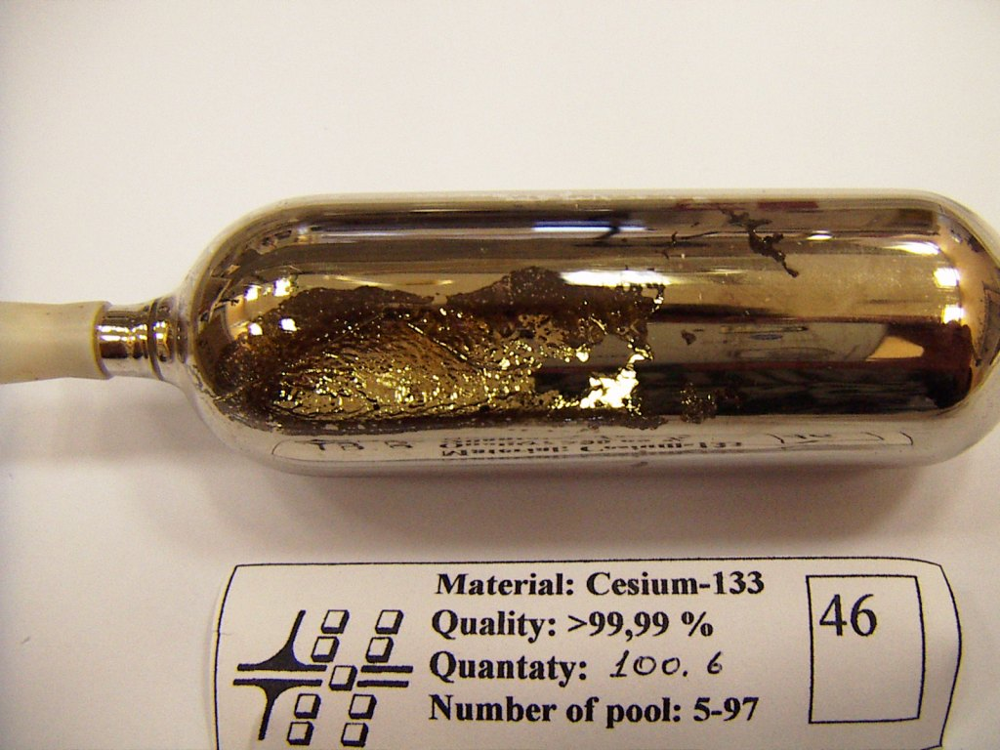 Material: Cesium-133
Quality: >99,99 %
Quantaty: 100.6
Number of pool: 5-97
46